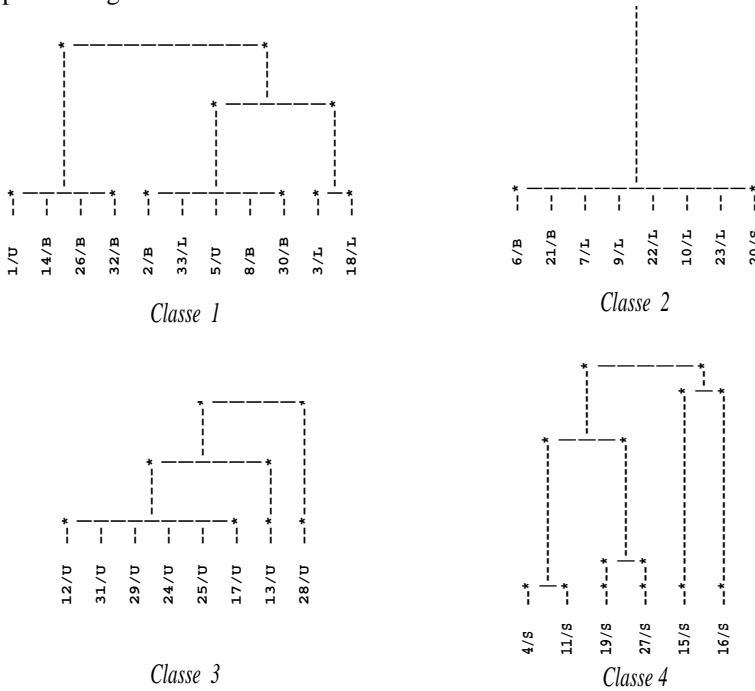 1/U 14/B 26/B 32/B 2/B 33/L 5/U 8/B 30/B 3/L 18/L
Classe 1
6/B 21/B 7/L 9/L 22/L 10/L 23/L 20/S
Classe 2
12/U 31/U 29/U 24/U 25/U 17/U 13/U 28/U
Classe 3
4/S 11/S 19/S 27/S 15/S 16/S
Classe 4